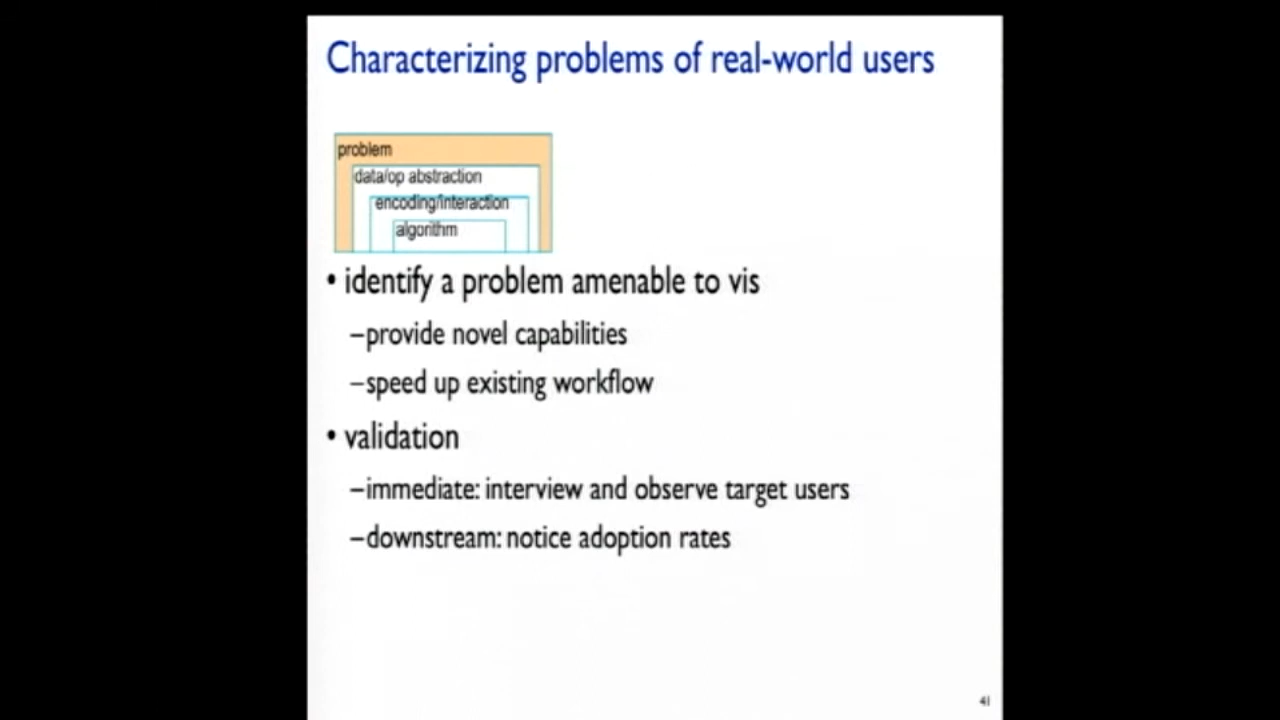 Characterizing problems of real-world users
problem
data/op abstraction
encoding/interaction
algorithm
• identify a problem amenable to vis
–provide novel capabilities
–speed up existing workflow
• validation
–immediate: interview and observe target users
–downstream: notice adoption rates
41